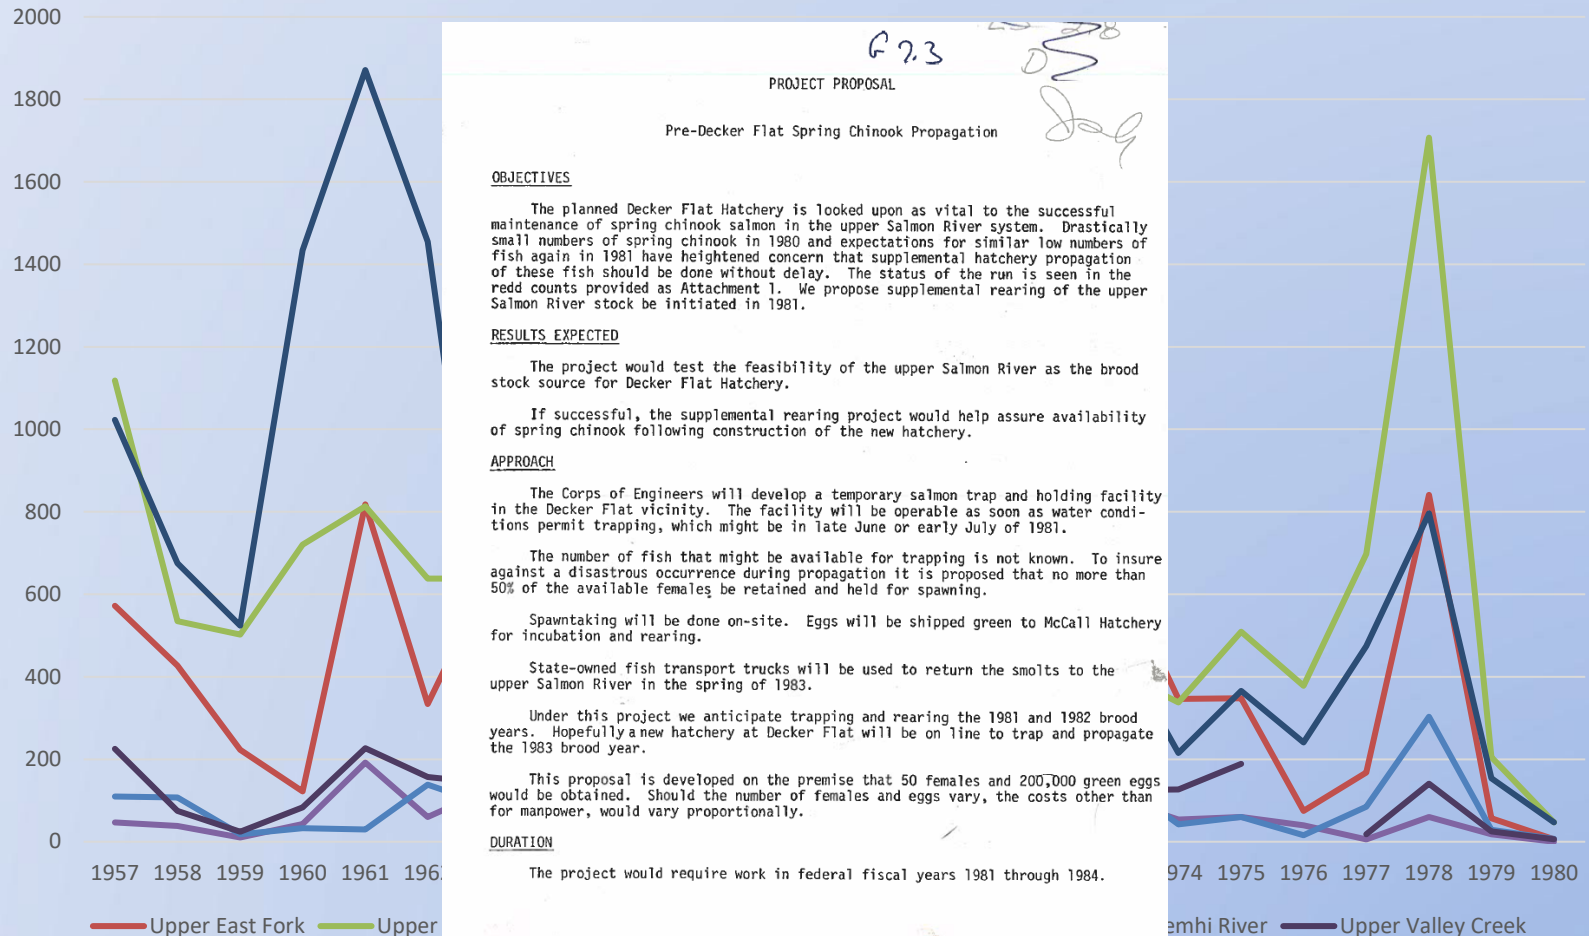 2000
1800
1600
1400
1200
1000
800
600
400
200
0
1957 1958 1959 1960 1961 196
974 1975 1976 1977 1978 1979 1980
Upper East Fork Upper
emhi River Upper Valley Creek
G 7.3
D
PROJECT PROPOSAL
Pre-Decker Flat Spring Chinook Propagation
OBJECTIVES
The planned Decker Flat Hatchery is looked upon as vital to the successful
maintenance of spring chinook salmon in the upper Salmon River system. Drastically
small numbers of spring chinook in 1980 and expectations for similar low numbers of
fish again in 1981 have heightened concern that supplemental hatchery propagation
of these fish should be done without delay. The status of the run is seen in the
redd counts provided as Attachment 1. We propose supplemental rearing of the upper
Salmon River stock be initiated in 1981.
RESULTS EXPECTED
The project would test the feasibility of the upper Salmon River as the brood
stock source for Decker Flat Hatchery.
If successful, the supplemental rearing project would help assure availability
of spring chinook following construction of the new hatchery.
APPROACH
The Corps of Engineers will develop a temporary salmon trap and holding facility
in the Decker Flat vicinity. The facility will be operable as soon as water condi-
tions permit trapping, which might be in late June or early July of 1981.
The number of fish that might be available for trapping is not known. To insure
against a disastrous occurrence during propagation it is proposed that no more than
50% of the available females be retained and held for spawning.
Spawntaking will be done on-site. Eggs will be shipped green to McCall Hatchery
for incubation and rearing.
State-owned fish transport trucks will be used to return the smolts to the
upper Salmon River in the spring of 1983.
Under this project we anticipate trapping and rearing the 1981 and 1982 brood
years. Hopefully a new hatchery at Decker Flat will be on line to trap and propagate
the 1983 brood year.
This proposal is developed on the premise that 50 females and 200,000 green eggs
would be obtained. Should the number of females and eggs vary, the costs other than
for manpower, would vary proportionally.
DURATION
The project would require work in federal fiscal years 1981 through 1984.